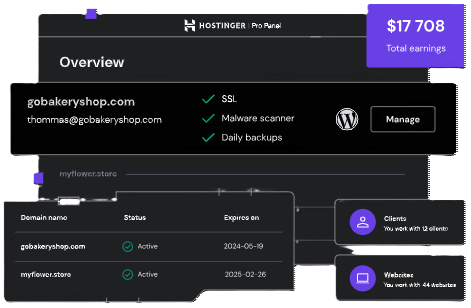 HOSTINGER | Pro Panel
$17 708
Total earnings
Overview
gobakeryshop.com
thommas@gobakeryshop.com
SSL
Malware scanner
Daily backups
Manage
myflower.store
Domain name Status Expires on
gobakeryshop.com Active 2024-05-19
myflower.store Active 2025-02-26
Clients
You work with 12 clients
Websites
You work with 44 websites